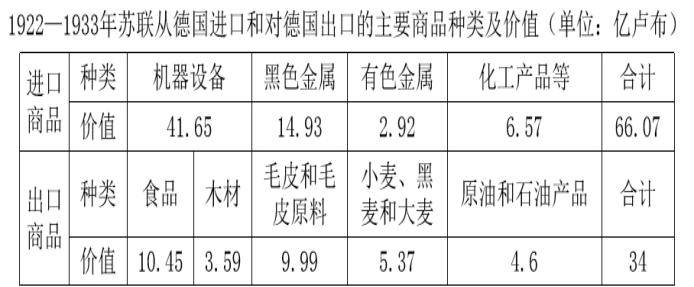 1922—1933年苏联从德国进口和对德国出口的主要商品种类及价值（单位：亿卢布）
进口商品 种类 机器设备 黑色金属 有色金属 化工产品等 合计
价值 41.65 14.93 2.92 6.57 66.07
出口商品 种类 食品 木材 毛皮和毛皮原料 小麦、黑麦和大麦 原油和石油产品 合计
价值 10.45 3.59 9.99 5.37 4.6 34